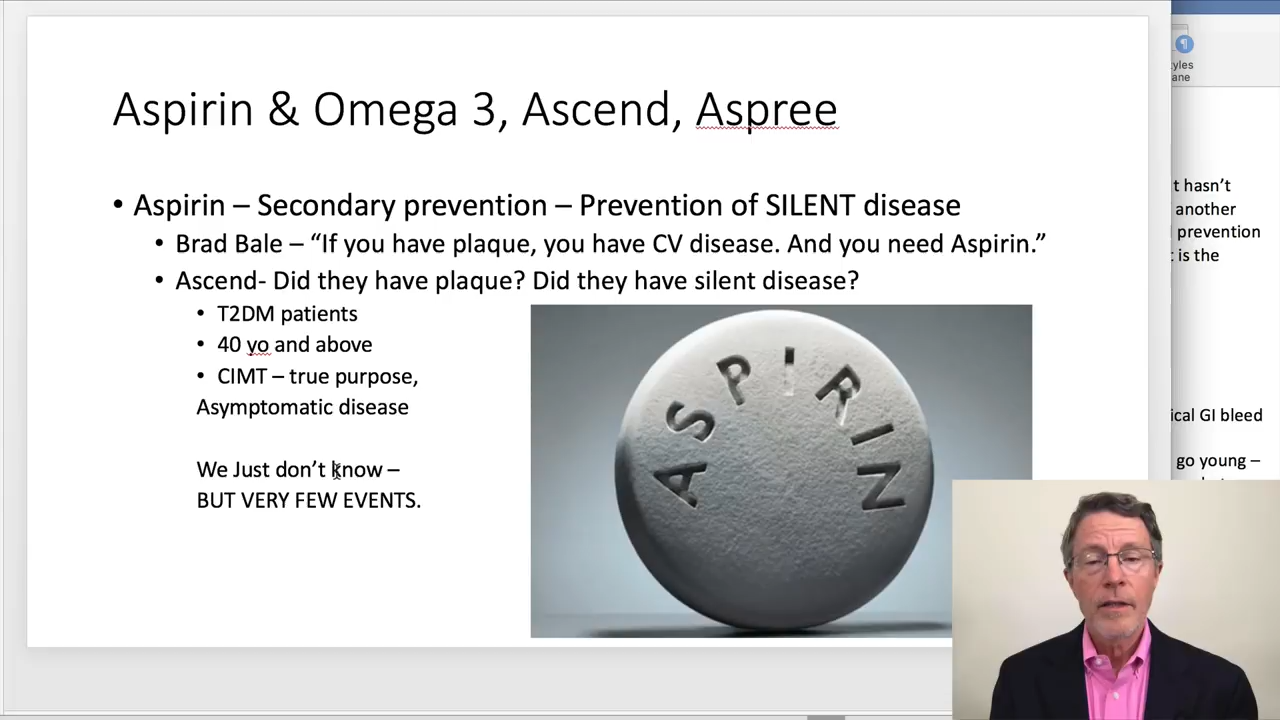 yles
ane
Aspirin & Omega 3, Ascend, Aspree
• Aspirin – Secondary prevention – Prevention of SILENT disease
• Brad Bale – “If you have plaque, you have CV disease. And you need Aspirin.”
• Ascend- Did they have plaque? Did they have silent disease?
• T2DM patients
• 40 yo and above
• CIMT – true purpose,
Asymptomatic disease
We Just don’t know –
BUT VERY FEW EVENTS.
ASPIRIN
t hasn’t
another
prevention
t is the
ical GI bleed
go young –